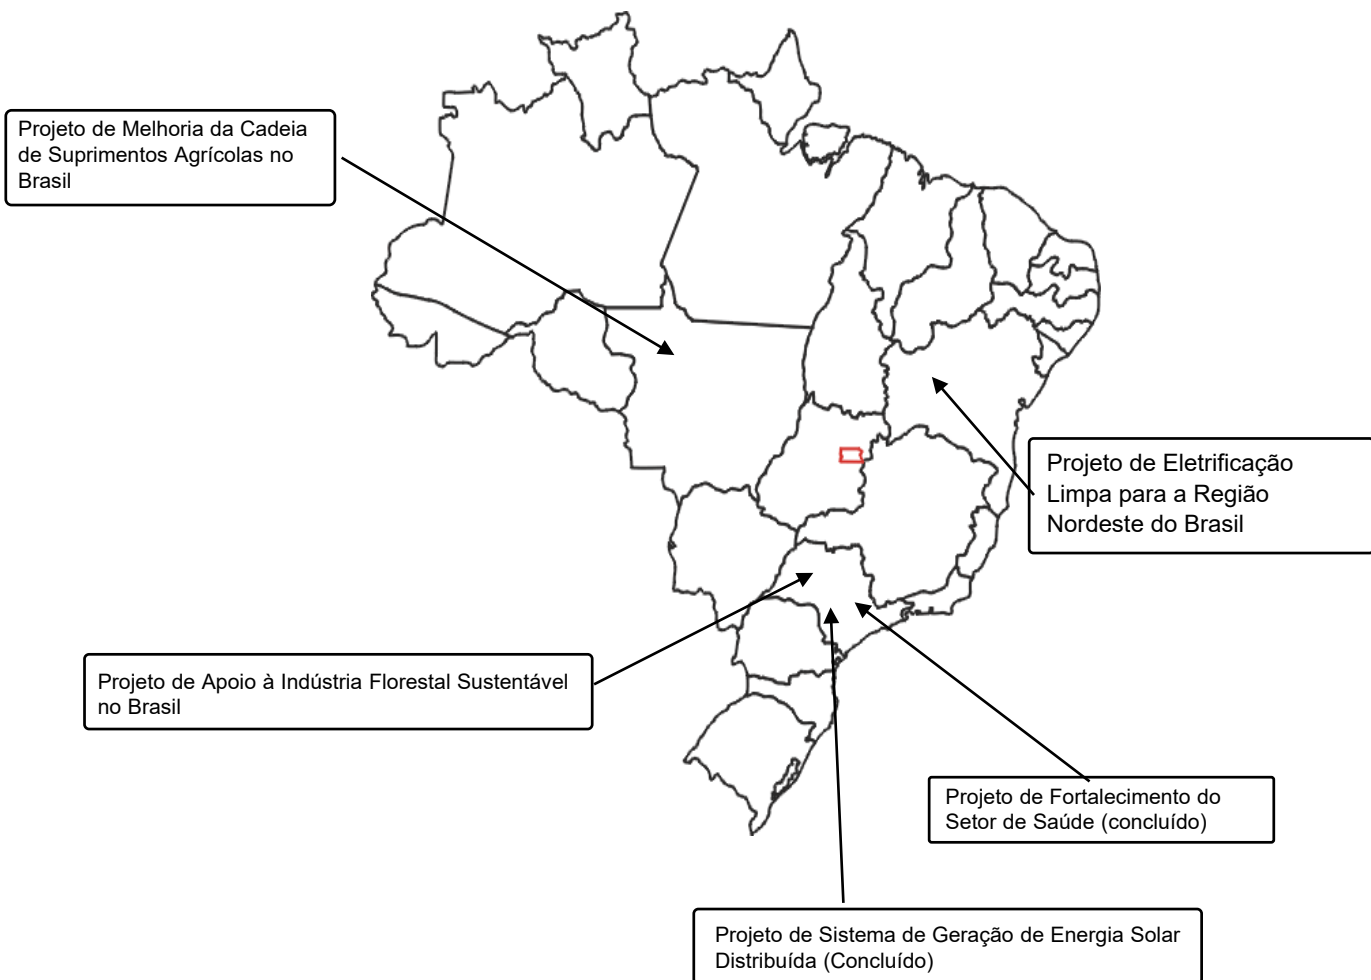 Projeto de Melhoria da Cadeia
de Suprimentos Agrícolas no
Brasil
Projeto de Eletrificação
Limpa para a Região
Nordeste do Brasil
Projeto de Apoio à Indústria Florestal Sustentável
no Brasil
Projeto de Fortalecimento do
Setor de Saúde (concluído)
Projeto de Sistema de Geração de Energia Solar
Distribuída (Concluído)